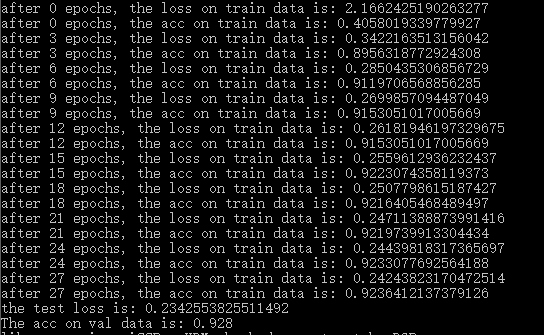 after 0 epochs, the loss on train data is: 2.1662425190263277
after 0 epochs, the acc on train data is: 0.4058019339779927
after 3 epochs, the loss on train data is: 0.3422163513156042
after 3 epochs, the acc on train data is: 0.8956318772924308
after 6 epochs, the loss on train data is: 0.2850435306856729
after 6 epochs, the acc on train data is: 0.9119706568856285
after 9 epochs, the loss on train data is: 0.2699857094487049
after 9 epochs, the acc on train data is: 0.9153051017005669
after 12 epochs, the loss on train data is: 0.26181946197329675
after 12 epochs, the acc on train data is: 0.9153051017005669
after 15 epochs, the loss on train data is: 0.2559612936232437
after 15 epochs, the acc on train data is: 0.9223074358119373
after 18 epochs, the loss on train data is: 0.2507798615187427
after 18 epochs, the acc on train data is: 0.9216405468489497
after 21 epochs, the loss on train data is: 0.24711388873991416
after 21 epochs, the acc on train data is: 0.9219739913304434
after 24 epochs, the loss on train data is: 0.24439818317365697
after 24 epochs, the acc on train data is: 0.9233077692564188
after 27 epochs, the loss on train data is: 0.24243823170472514
after 27 epochs, the acc on train data is: 0.9236412137379126
the test loss is: 0.2342553825511492
The acc on val data is: 0.928